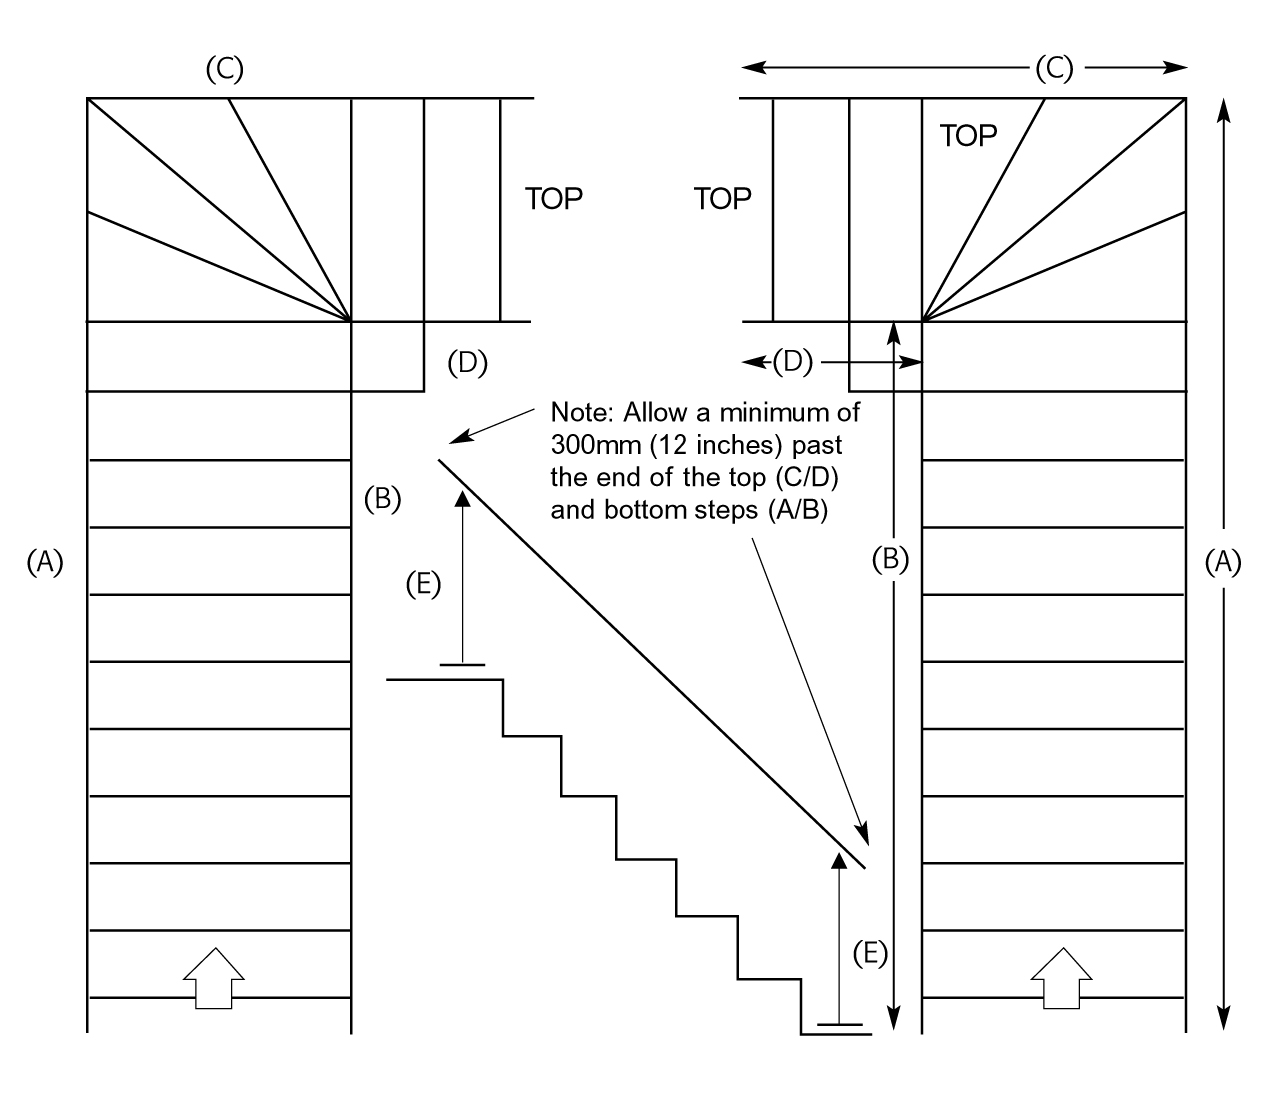 (C)
(C)
TOP
TOP
TOP
(D)
(D)
Note: Allow a minimum of
300mm (12 inches) past
the end of the top (C/D)
and bottom steps (A/B)
(B)
(A)
(E)
(B)
(A)
(E)